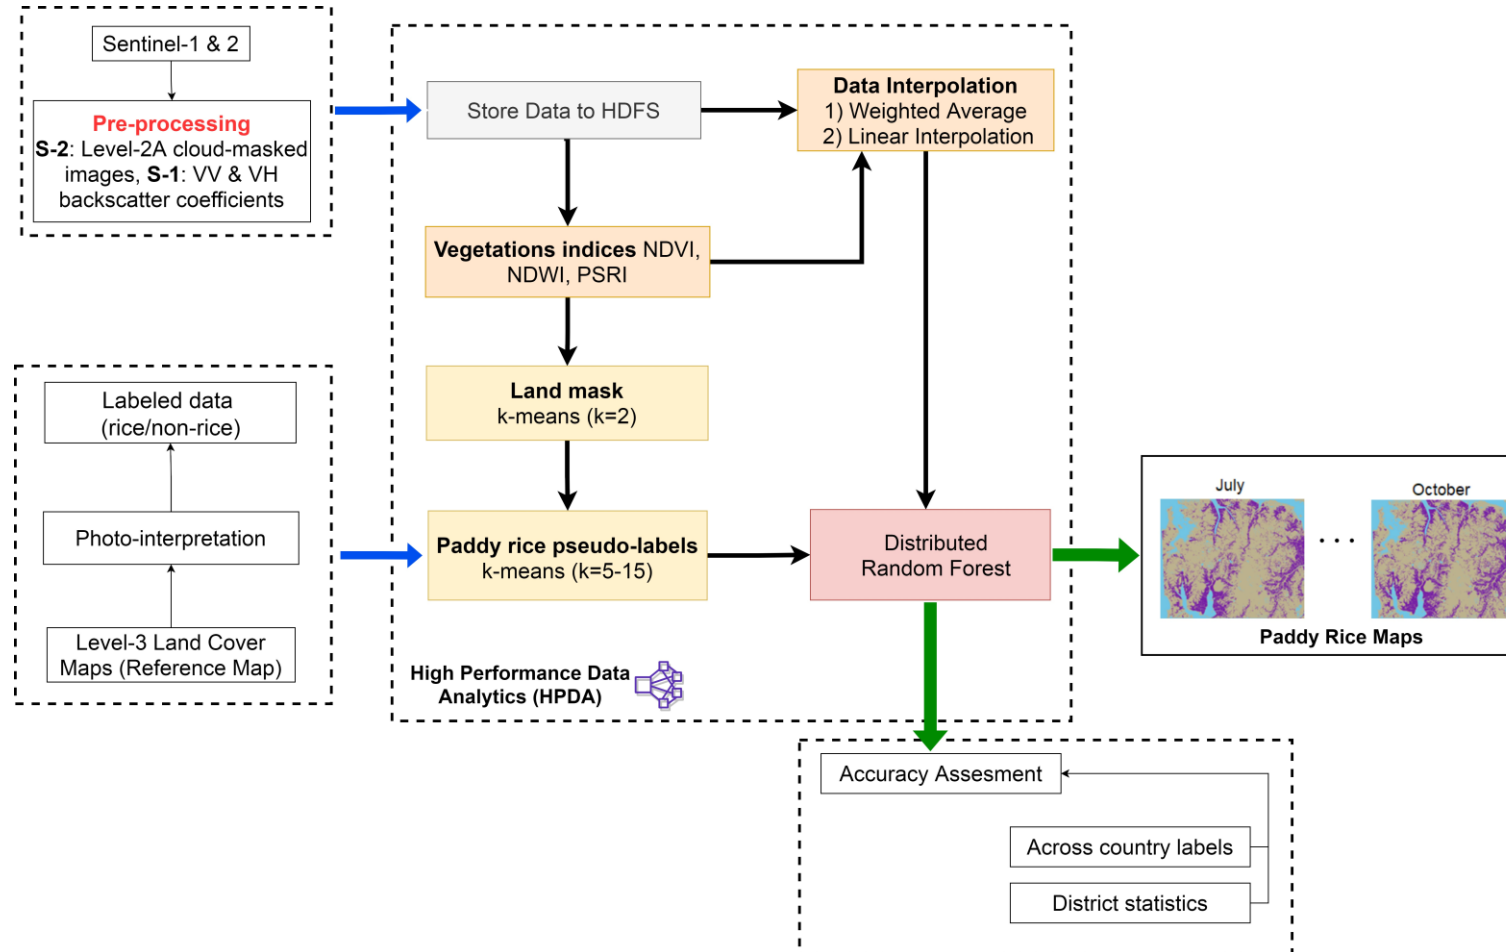 Sentinel-1 & 2
Pre-processing
S-2: Level-2A cloud-masked
images, S-1: VV & VH
backscatter coefficients
Store Data to HDFS
Data Interpolation
1) Weighted Average
2) Linear Interpolation
Vegetations indices NDVI,
NDWI, PSRI
Land mask
k-means (k=2)
Labeled data
(rice/non-rice)
Photo-interpretation
Level-3 Land Cover
Maps (Reference Map)
Paddy rice pseudo-labels
k-means (k=5-15)
Distributed
Random Forest
July
October
. . .
Paddy Rice Maps
High Performance Data
Analytics (HPDA)
Accuracy Assesment
Across country labels
District statistics